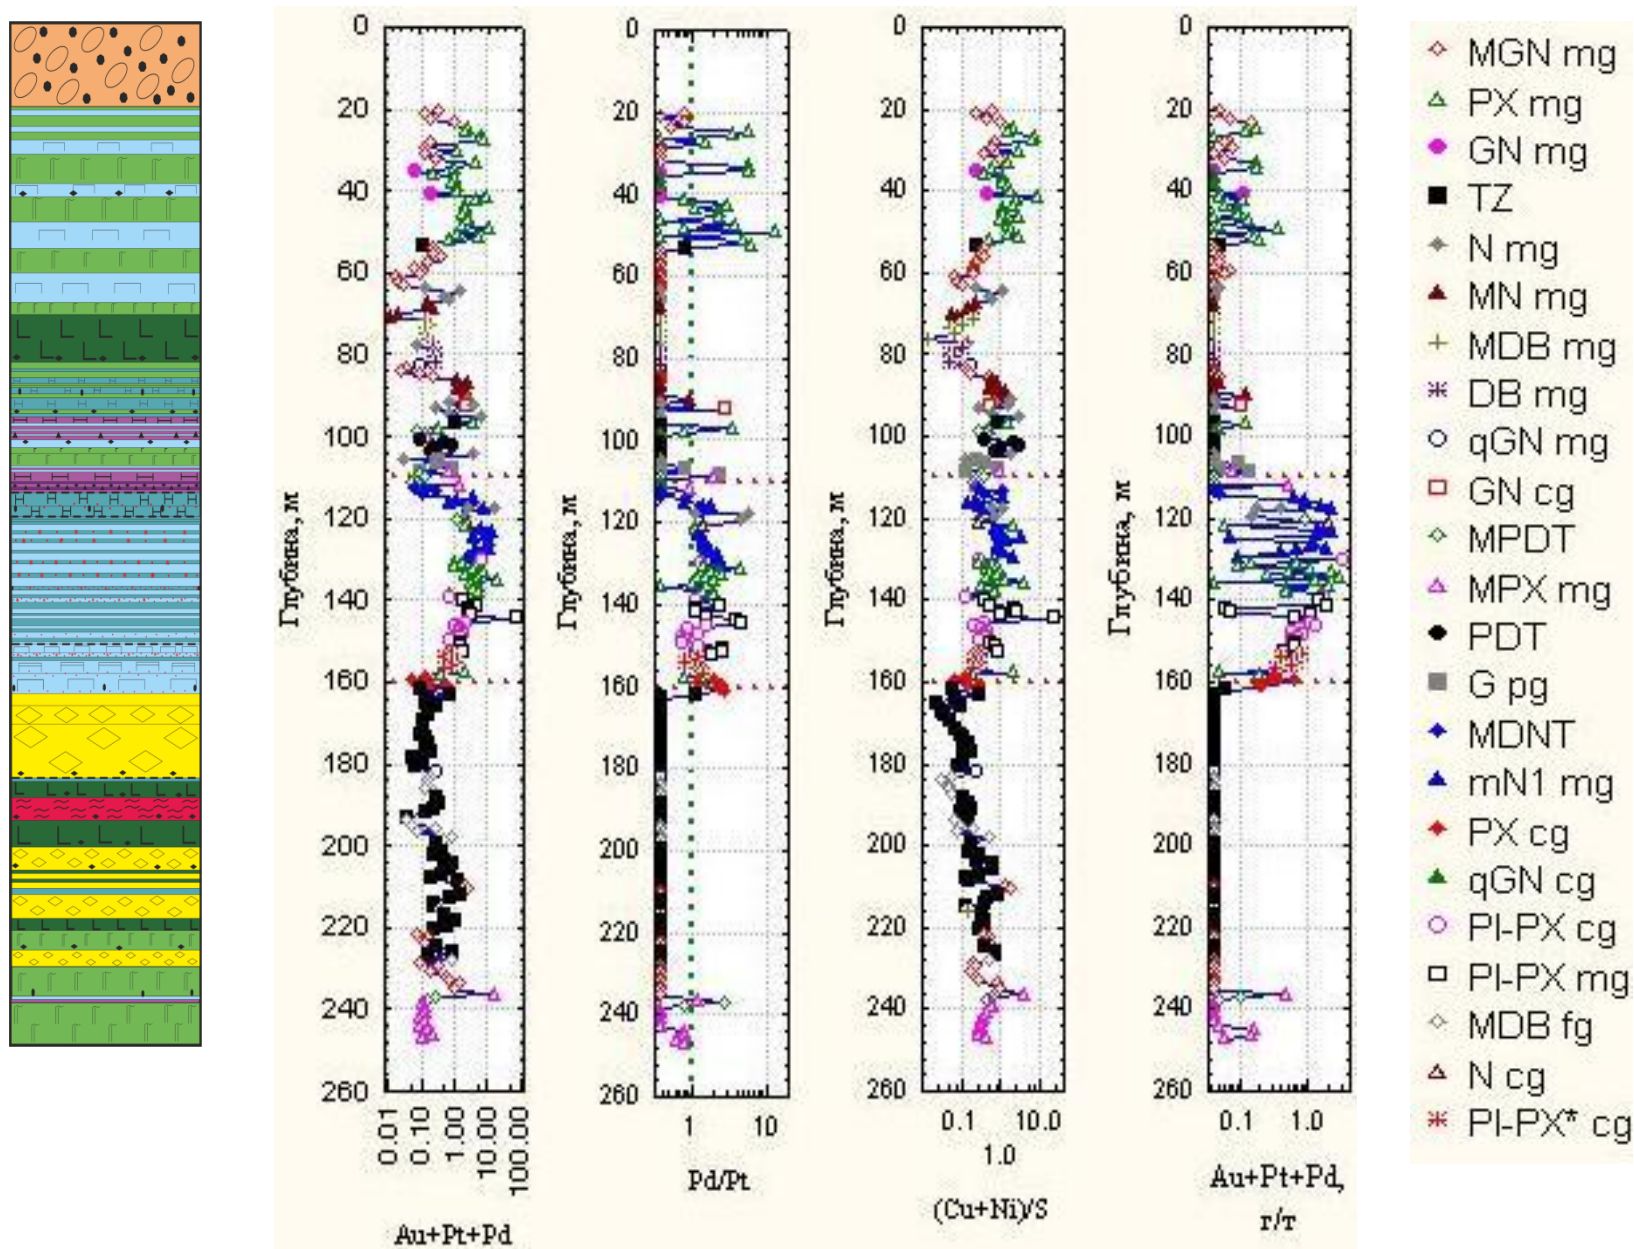 0
20
40
60
80
100
120
140
160
180
200
220
240
260
Глубина, м
0.01
0.10
1.00
10.00
100.00
Au+Pt+Pd
0
20
40
60
80
100
120
140
160
180
200
220
240
260
Глубина, м
1
10
Pd/Pt
0
20
40
60
80
100
120
140
160
180
200
220
240
260
Глубина, м
0.1
10.0
1.0
(Cu+Ni)/S
0
20
40
60
80
100
120
140
160
180
200
220
240
260
Глубина, м
0.1
1.0
Au+Pt+Pd,
г/т
MGN mg
PX mg
GN mg
TZ
N mg
MN mg
MDB mg
DB mg
qGN mg
GN cg
MPDT
MPX mg
PDT
G pg
MDNT
mN1 mg
PX cg
qGN cg
Pl-PX cg
Pl-PX mg
MDB fg
N cg
Pl-PX* cg